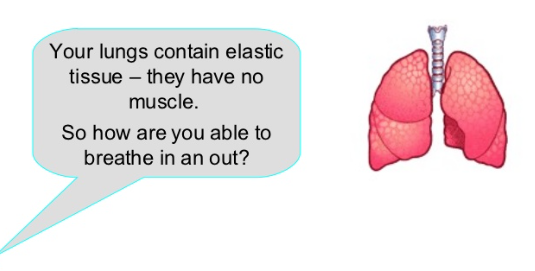 Your lungs contain elastic
tissue – they have no
muscle.
So how are you able to
breathe in an out?